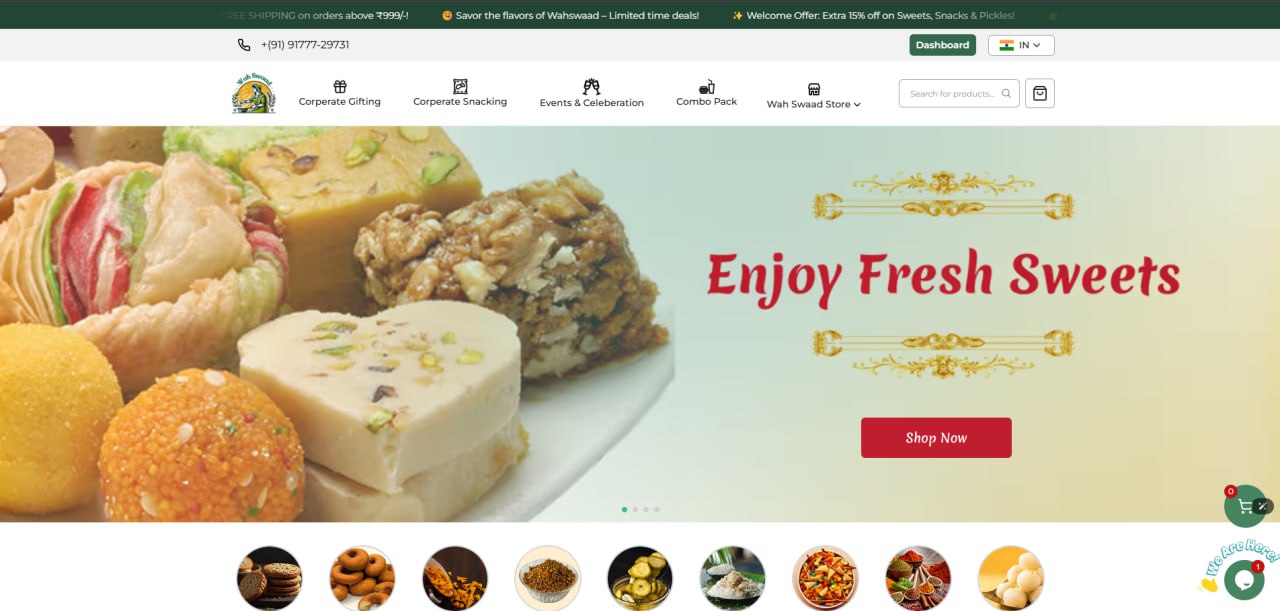 FREE SHIPPING on orders above ₹999/-!
😋 Savor the flavors of Wahswaad – Limited time deals!
✨ Welcome Offer: Extra 15% off on Sweets, Snacks & Pickles!
+(91) 91777-29731
Dashboard
IN
Wah Swaad
Corperate Gifting
Corperate Snacking
Events & Celeberation
Combo Pack
Wah Swaad Store
Search for products...
Enjoy Fresh Sweets
Shop Now
0
We Are Here!
1